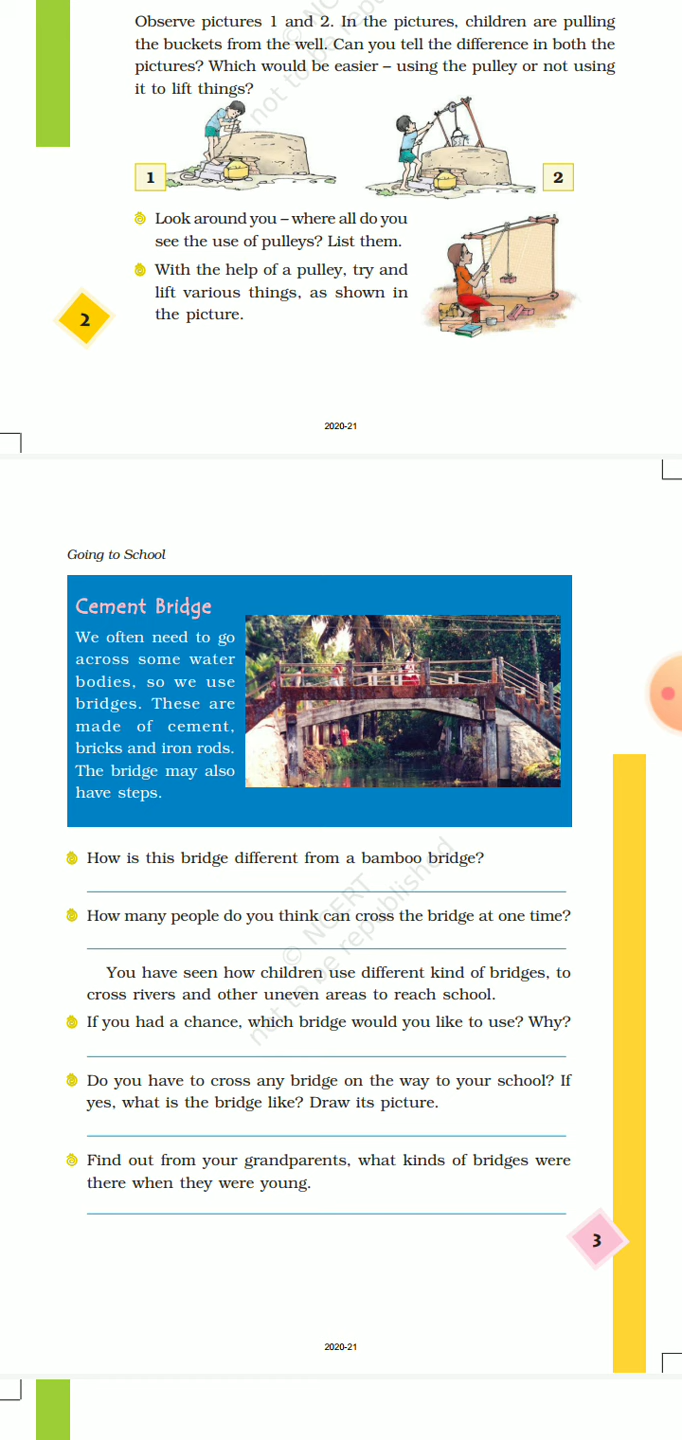 Observe pictures 1 and 2. In the pictures, children are pulling
the buckets from the well. Can you tell the difference in both the
pictures? Which would be easier – using the pulley or not using
it to lift things?
1
2
Look around you – where all do you
see the use of pulleys? List them.
With the help of a pulley, try and
lift various things, as shown in
the picture.
2
© NCERT
not to be republished
2020-21
Going to School
Cement Bridge
We often need to go
across some water
bodies, so we use
bridges. These are
made of cement,
bricks and iron rods.
The bridge may also
have steps.
How is this bridge different from a bamboo bridge?
How many people do you think can cross the bridge at one time?
You have seen how children use different kind of bridges, to
cross rivers and other uneven areas to reach school.
If you had a chance, which bridge would you like to use? Why?
Do you have to cross any bridge on the way to your school? If
yes, what is the bridge like? Draw its picture.
Find out from your grandparents, what kinds of bridges were
there when they were young.
© NCERT
not to be republished
3
2020-21